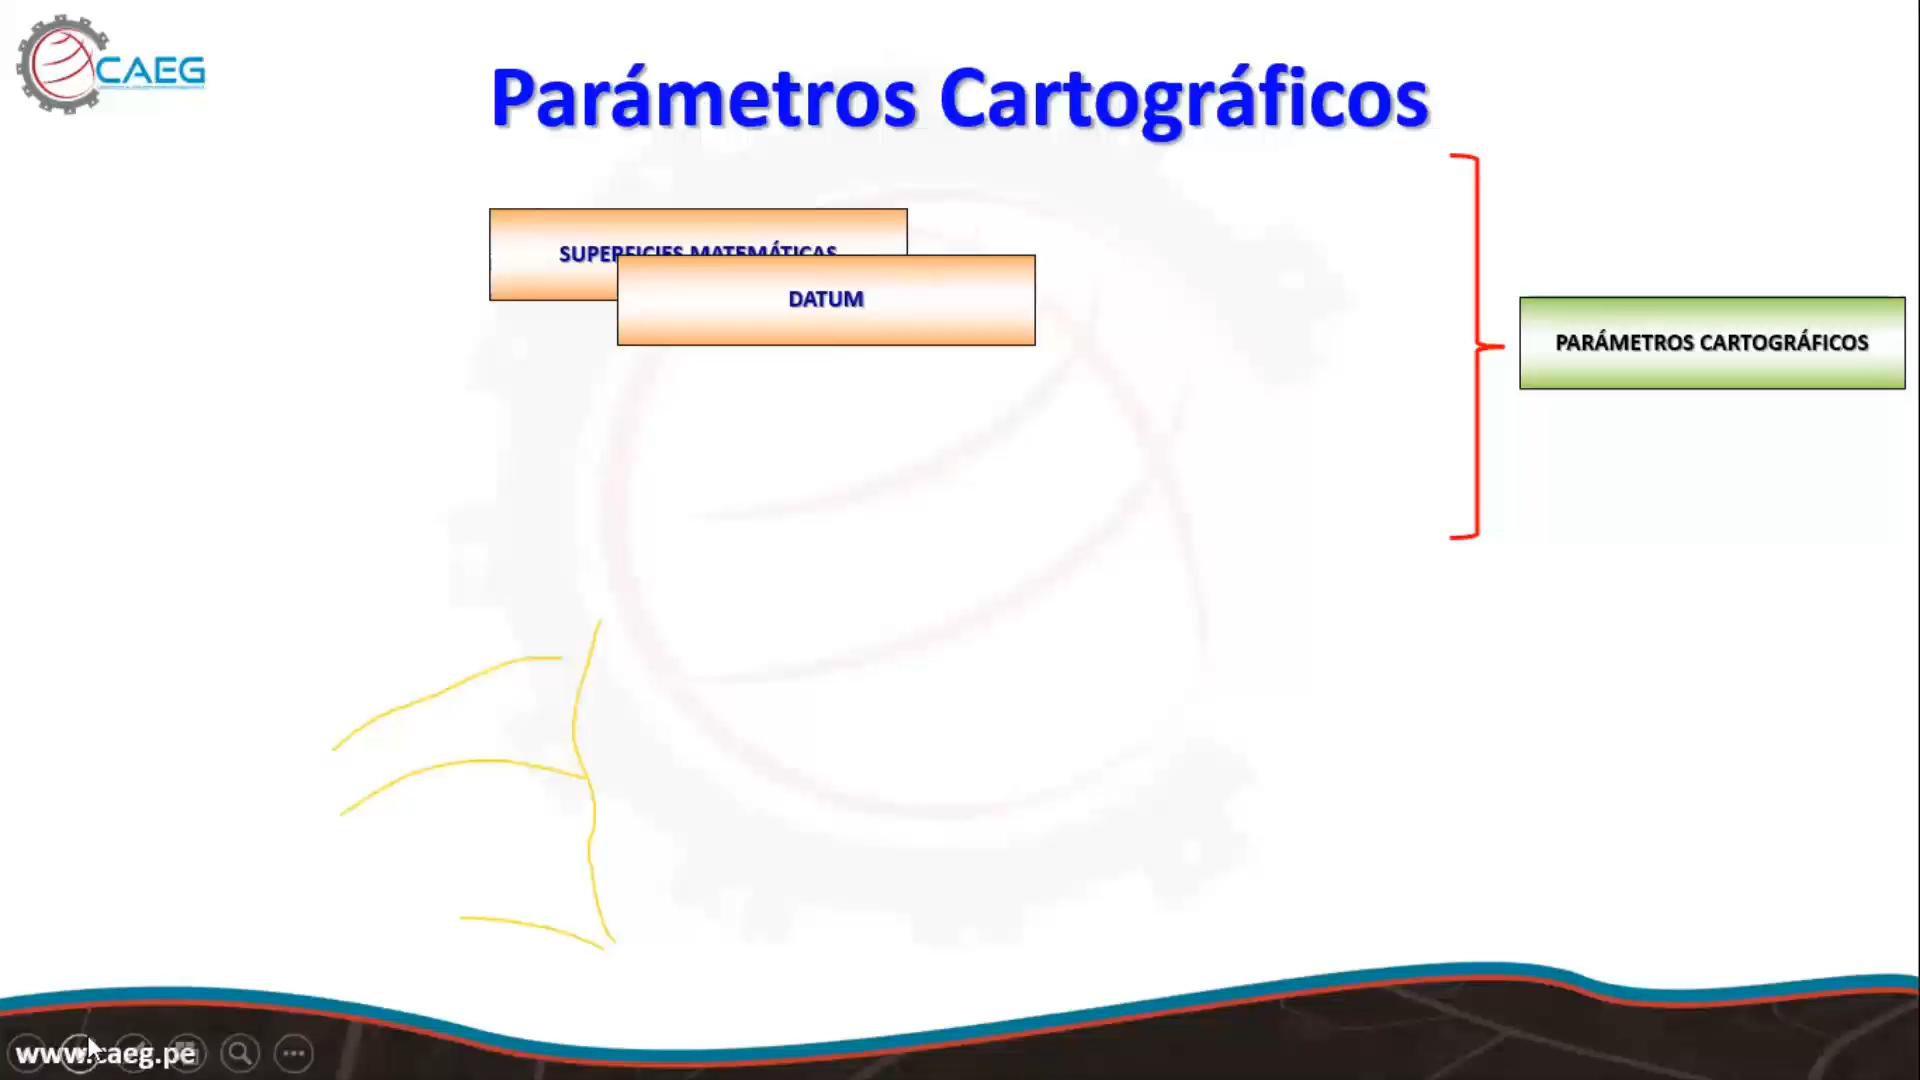 CAEG
Parámetros Cartográficos
SUPERFICIES MATEMÁTICAS
DATUM
PARÁMETROS CARTOGRÁFICOS
www.caeg.pe